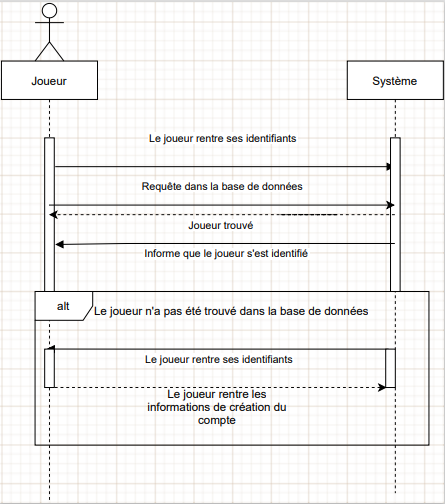 Joueur
Système
Le joueur rentre ses identifiants
Requête dans la base de données
Joueur trouvé
Informe que le joueur s'est identifié
alt
Le joueur n'a pas été trouvé dans la base de données
Le joueur rentre ses identifiants
Le joueur rentre les
informations de création du
compte